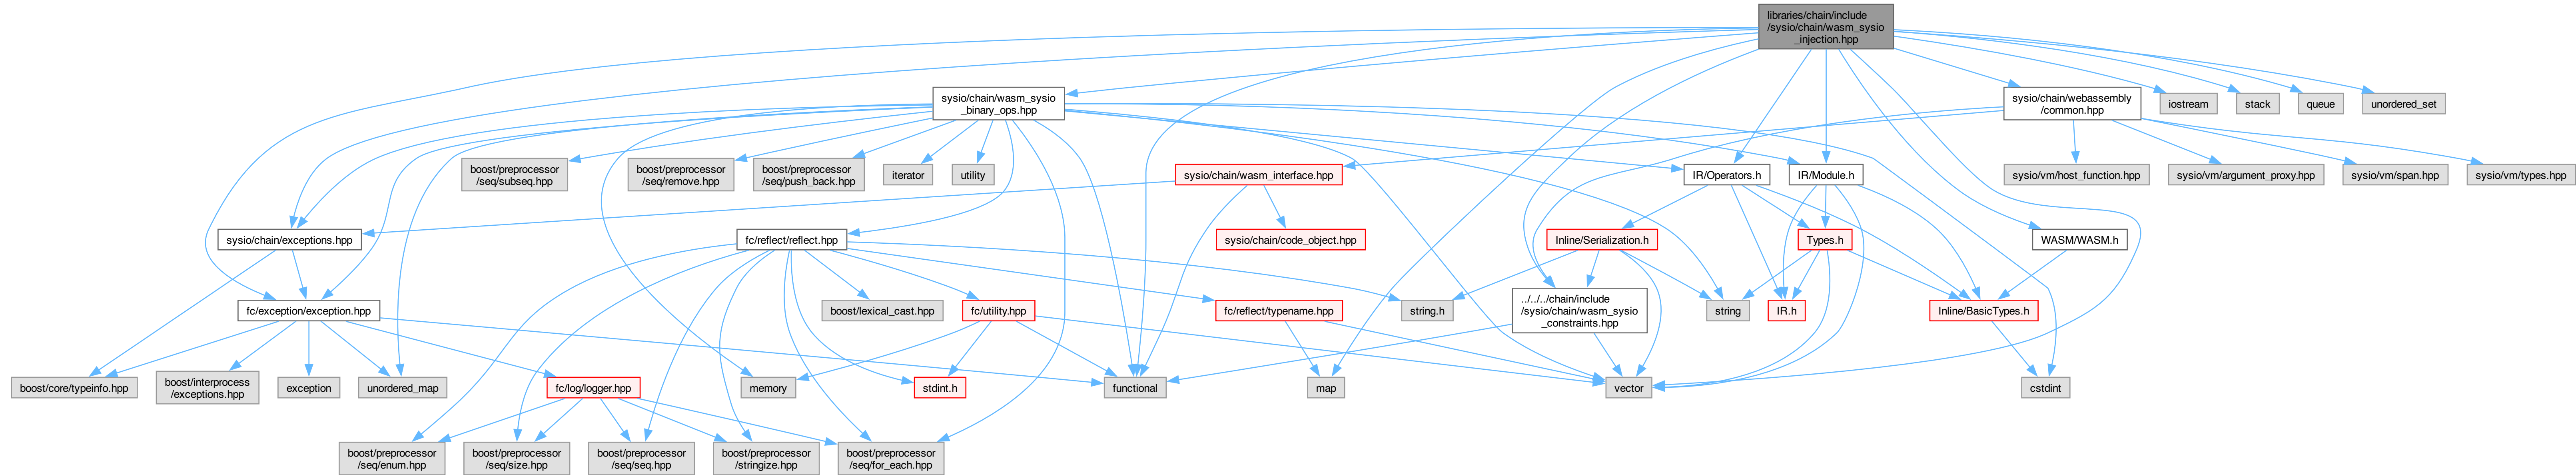 libraries/chain/include
/sysio/chain/wasm_sysio
_injection.hpp
sysio/chain/wasm_sysio
_binary_ops.hpp
sysio/chain/webassembly
/common.hpp
iostream
stack
queue
unordered_set
boost/preprocessor
/seq/subseq.hpp
boost/preprocessor
/seq/remove.hpp
boost/preprocessor
/seq/push_back.hpp
iterator
utility
sysio/chain/wasm_interface.hpp
IR/Operators.h
IR/Module.h
sysio/vm/host_function.hpp
sysio/vm/argument_proxy.hpp
sysio/vm/span.hpp
sysio/vm/types.hpp
sysio/chain/exceptions.hpp
fc/reflect/reflect.hpp
sysio/chain/code_object.hpp
Inline/Serialization.h
Types.h
WASM/WASM.h
fc/exception/exception.hpp
boost/lexical_cast.hpp
fc/utility.hpp
fc/reflect/typename.hpp
string.h
../../../chain/include
/sysio/chain/wasm_sysio
_constraints.hpp
string
IR.h
Inline/BasicTypes.h
boost/core/typeinfo.hpp
boost/interprocess
/exceptions.hpp
exception
unordered_map
fc/log/logger.hpp
memory
stdint.h
functional
map
vector
cstdint
boost/preprocessor
/seq/enum.hpp
boost/preprocessor
/seq/size.hpp
boost/preprocessor
/seq/seq.hpp
boost/preprocessor
/stringize.hpp
boost/preprocessor
/seq/for_each.hpp